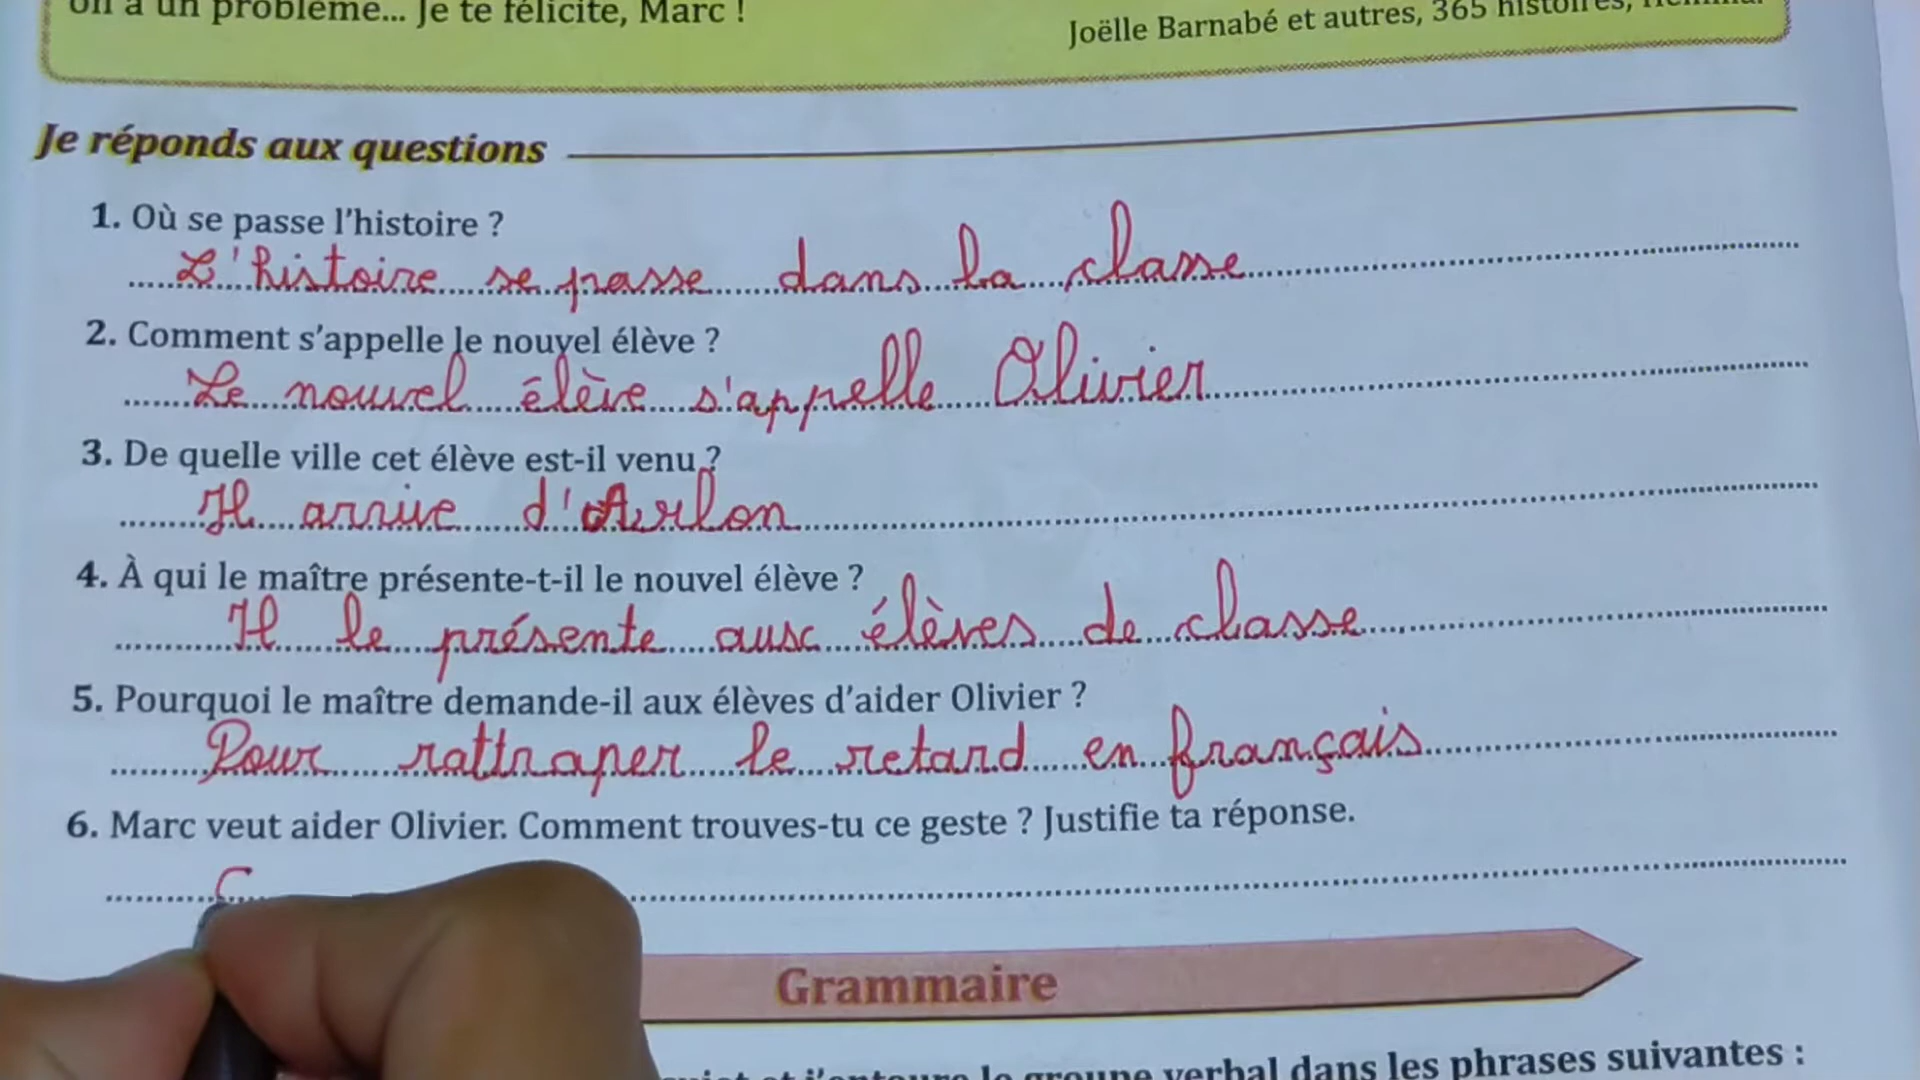 on a un problème... Je te félicite, Marc !
Joëlle Barnabé et autres, 365 histoires,
Je réponds aux questions
1. Où se passe l'histoire ?
L'histoire se passe dans la classe
2. Comment s'appelle le nouvel élève ?
Le nouvel élève s'appelle Olivier
3. De quelle ville cet élève est-il venu ?
Il arrive d'Arlon
4. À qui le maître présente-t-il le nouvel élève ?
Il le présente aux élèves de classe
5. Pourquoi le maître demande-il aux élèves d'aider Olivier ?
Pour rattraper le retard en français
6. Marc veut aider Olivier. Comment trouves-tu ce geste ? Justifie ta réponse.
Grammaire
et j'entoure le groupe verbal dans les phrases suivantes :